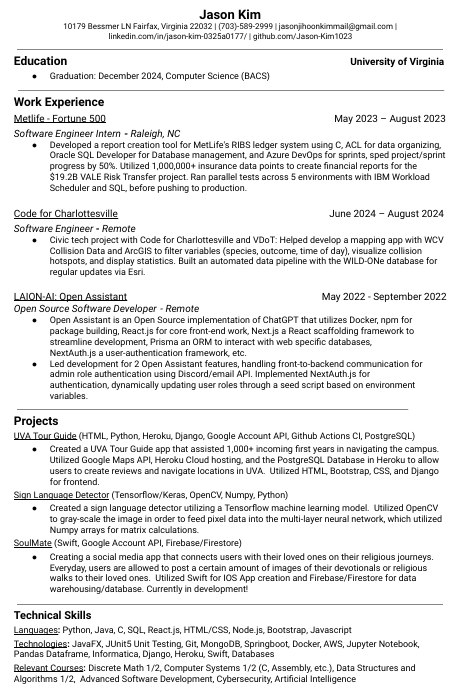 Jason Kim
10179 Bessmer LN Fairfax, Virginia 22032 | (703)-589-2999 | jasonjihoonkimmail@gmail.com |
linkedin.com/in/jason-kim-0325a0177/ | github.com/Jason-Kim1023
Education University of Virginia
● Graduation: December 2024, Computer Science (BACS)
Work Experience
Metlife - Fortune 500 May 2023 – August 2023
Software Engineer Intern - Raleigh, NC
● Developed a report creation tool for MetLife's RIBS ledger system using C, ACL for data organizing,
Oracle SQL Developer for Database management, and Azure DevOps for sprints, sped project/sprint
progress by 50%. Utilized 1,000,000+ insurance data points to create financial reports for the
$19.2B VALE Risk Transfer project. Ran parallel tests across 5 environments with IBM Workload
Scheduler and SQL, before pushing to production.
Code for Charlottesville June 2024 – August 2024
Software Engineer - Remote
● Civic tech project with Code for Charlottesville and VDoT: Helped develop a mapping app with WCV
Collision Data and ArcGIS to filter variables (species, outcome, time of day), visualize collision
hotspots, and display statistics. Built an automated data pipeline with the WILD-ONe database for
regular updates via Esri.
LAION-AI: Open Assistant May 2022 - September 2022
Open Source Software Developer - Remote
● Open Assistant is an Open Source implementation of ChatGPT that utilizes Docker, npm for
package building, React.js for core front-end work, Next.js a React scaffolding framework to
streamline development, Prisma an ORM to interact with web specific databases,
NextAuth.js a user-authentication framework, etc.
● Led development for 2 Open Assistant features, handling front-to-backend communication for
admin role authentication using Discord/email API. Implemented NextAuth.js for
authentication, dynamically updating user roles through a seed script based on environment
variables.
Projects
UVA Tour Guide (HTML, Python, Heroku, Django, Google Account API, Github Actions CI, PostgreSQL)
● Created a UVA Tour Guide app that assisted 1,000+ incoming first years in navigating the campus.
Utilized Google Maps API, Heroku Cloud hosting, and the PostgreSQL Database in Heroku to allow
users to create reviews and navigate locations in UVA. Utilized HTML, Bootstrap, CSS, and Django
for frontend.
Sign Language Detector (Tensorflow/Keras, OpenCV, Numpy, Python)
● Created a sign language detector utilizing a Tensorflow machine learning model. Utilized OpenCV
to gray-scale the image in order to feed pixel data into the multi-layer neural network, which utilized
Numpy arrays for matrix calculations.
SoulMate (Swift, Google Account API, Firebase/Firestore)
● Creating a social media app that connects users with their loved ones on their religious journeys.
Everyday, users are allowed to post a certain amount of images of their devotionals or religious
walks to their loved ones. Utilized Swift for IOS App creation and Firebase/Firestore for data
warehousing/database. Currently in development!
Technical Skills
Languages: Python, Java, C, SQL, React.js, HTML/CSS, Node.js, Bootstrap, Javascript
Technologies: JavaFX, JUnit5 Unit Testing, Git, MongoDB, Springboot, Docker, AWS, Jupyter Notebook,
Pandas Dataframe, Informatica, Django, Heroku, Swift, Databases
Relevant Courses: Discrete Math 1/2, Computer Systems 1/2 (C, Assembly, etc.), Data Structures and
Algorithms 1/2, Advanced Software Development, Cybersecurity, Artificial Intelligence